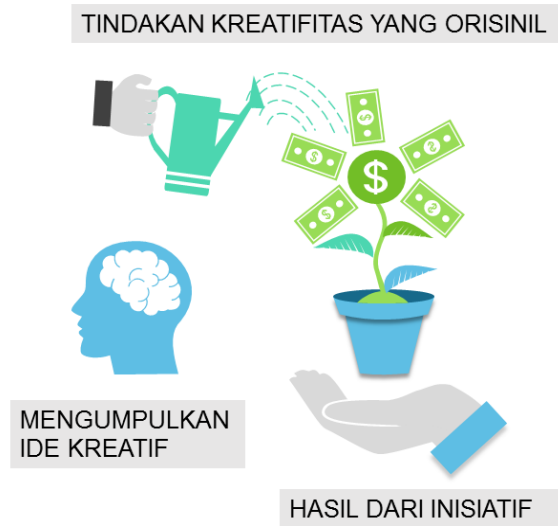 TINDAKAN KREATIFITAS YANG ORISINIL
$
$
$
$
$
$
MENGUMPULKAN
IDE KREATIF
HASIL DARI INISIATIF